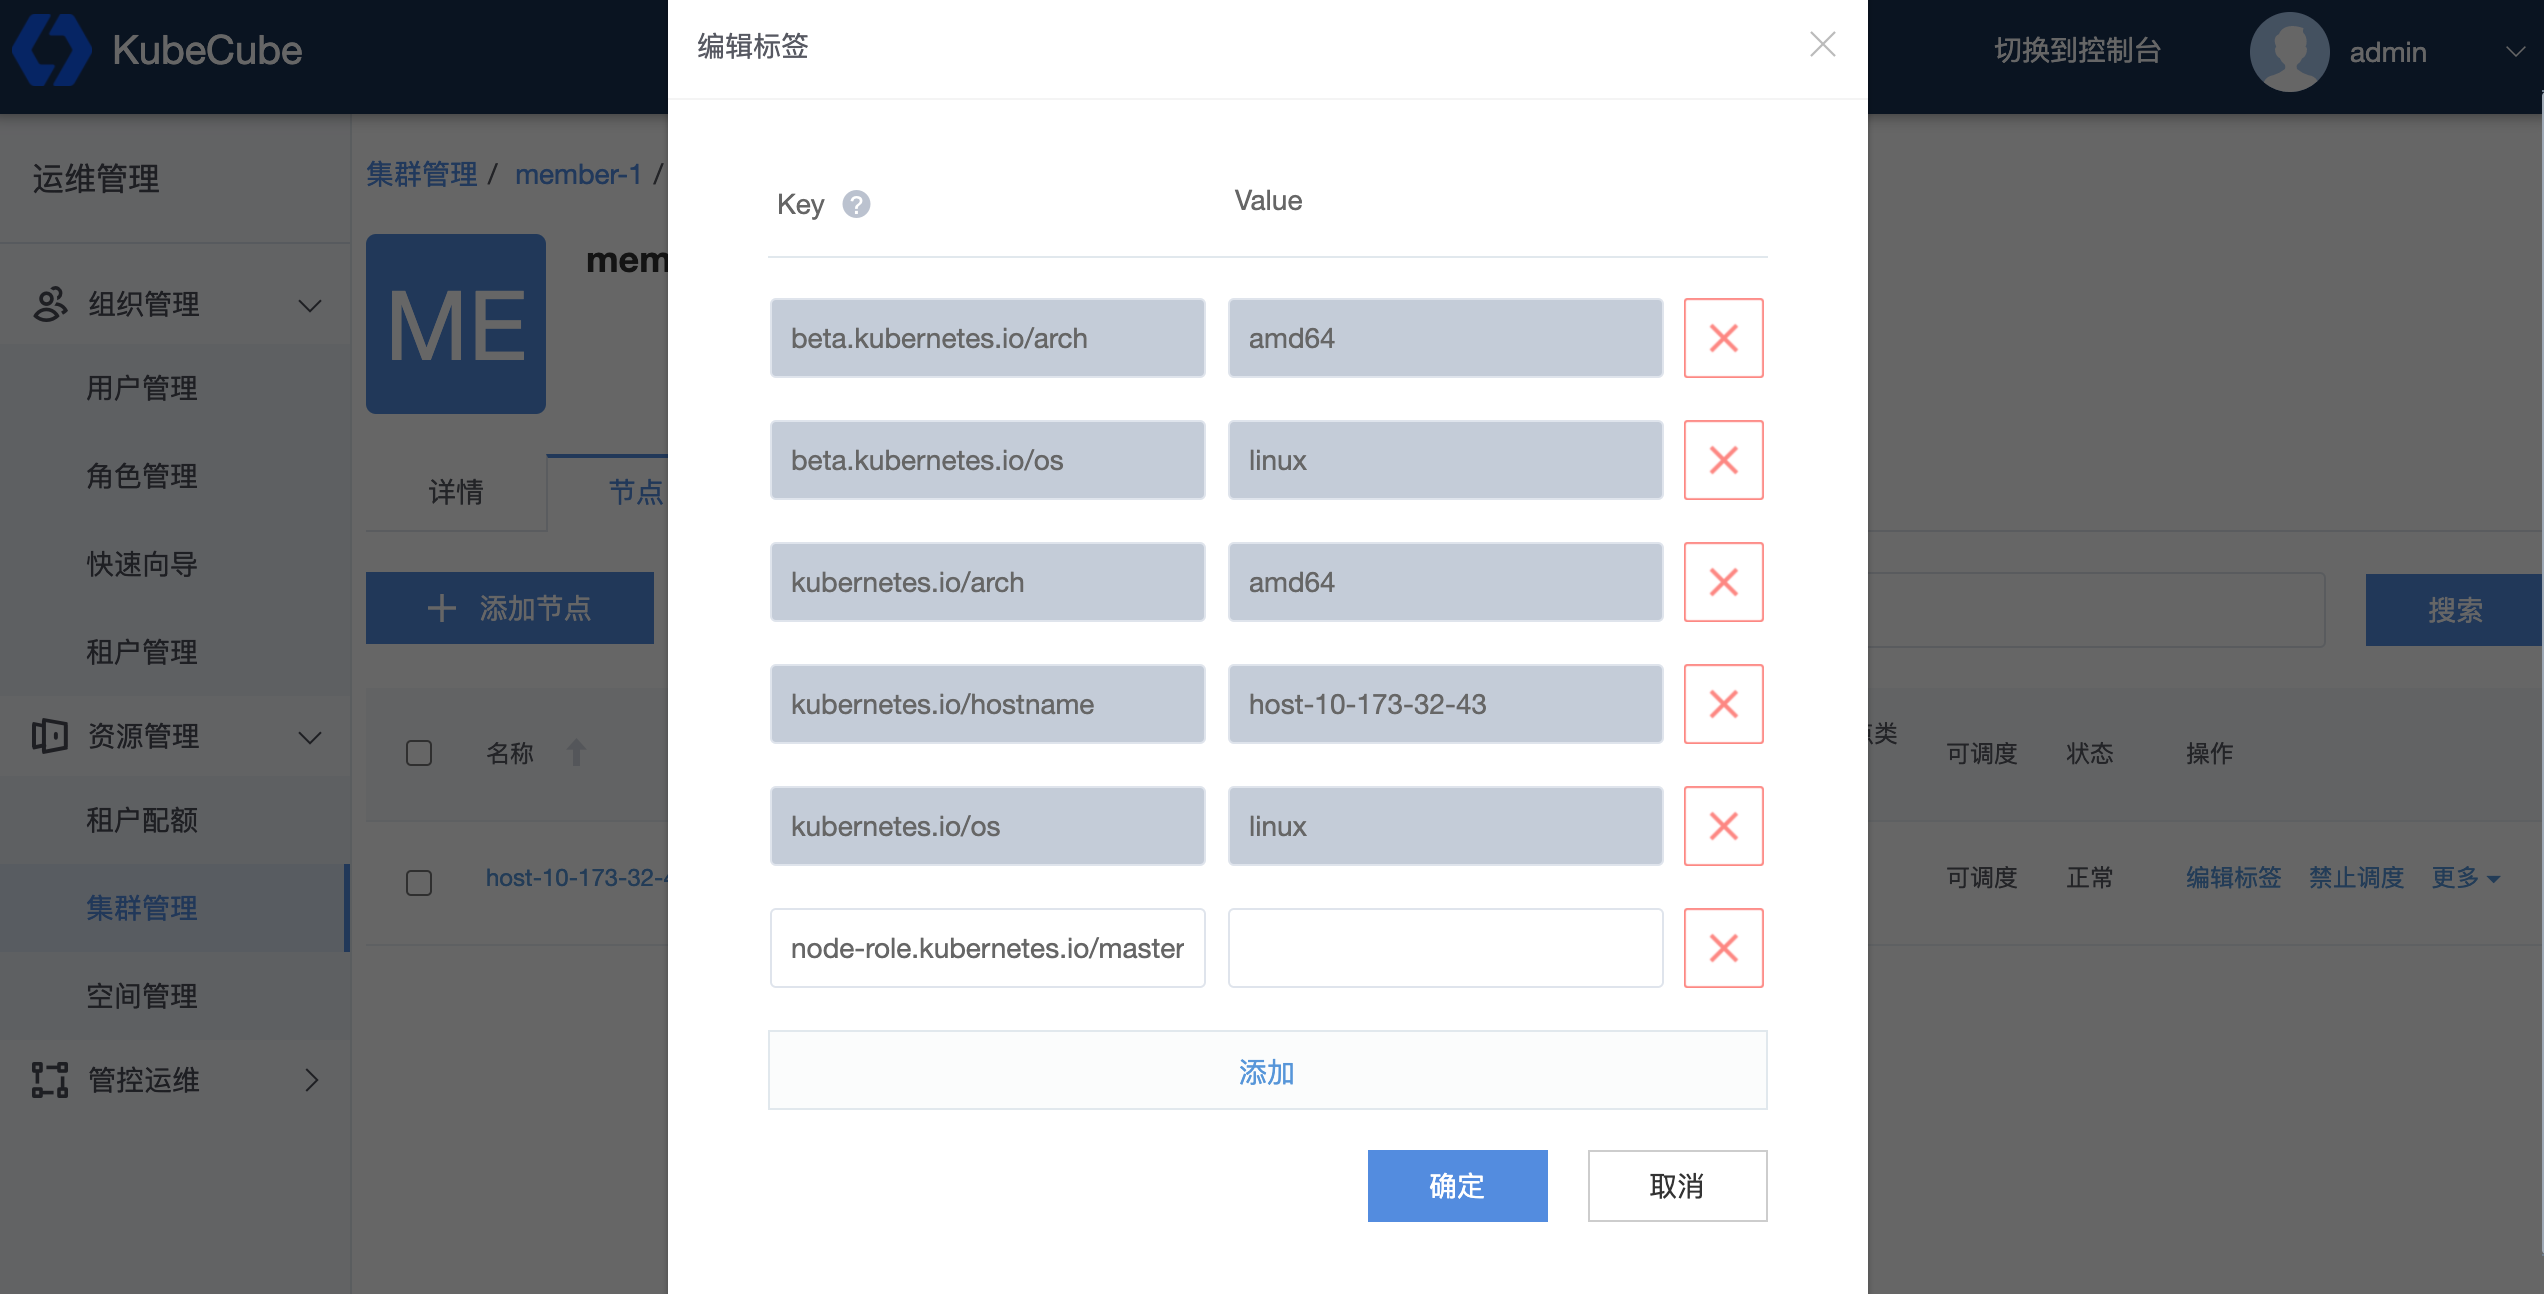 KubeCube
切换到控制台
admin
运维管理
组织管理
用户管理
角色管理
快速向导
租户管理
资源管理
租户配额
集群管理
空间管理
管控运维
集群管理 / member-1 /
ME
mem
详情
节点
添加节点
搜索
名称
类
可调度
状态
操作
host-10-173-32-4
可调度
正常
编辑标签
禁止调度
更多
编辑标签
Key ?
Value
beta.kubernetes.io/arch
amd64
beta.kubernetes.io/os
linux
kubernetes.io/arch
amd64
kubernetes.io/hostname
host-10-173-32-43
kubernetes.io/os
linux
node-role.kubernetes.io/master
添加
确定
取消